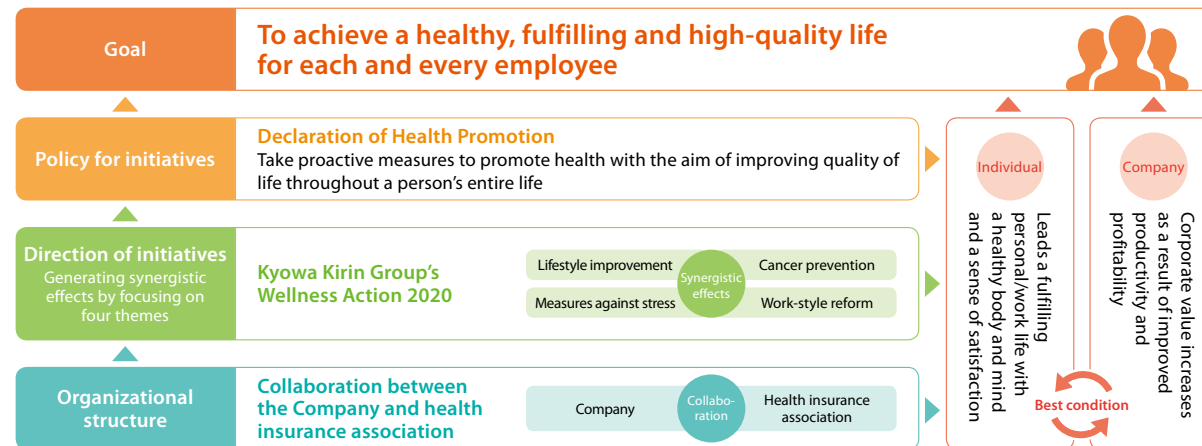 Goal
To achieve a healthy, fulfilling and high-quality life
for each and every employee
Policy for initiatives
Declaration of Health Promotion
Take proactive measures to promote health with the aim of improving quality of
life throughout a person's entire life
Direction of initiatives
Generating synergistic
effects by focusing on
four themes
Kyowa Kirin Group's
Wellness Action 2020
Lifestyle improvement
Cancer prevention
Measures against stress
Work-style reform
Synergistic
effects
Organizational
structure
Collaboration between
the Company and health
insurance association
Company
Collabo-
ration
Health insurance
association
Individual
Leads a fulfilling
personal/work life with
a healthy body and mind
and a sense of satisfaction
Company
Corporate value increases
as a result of improved
productivity and
profitability
Best condition